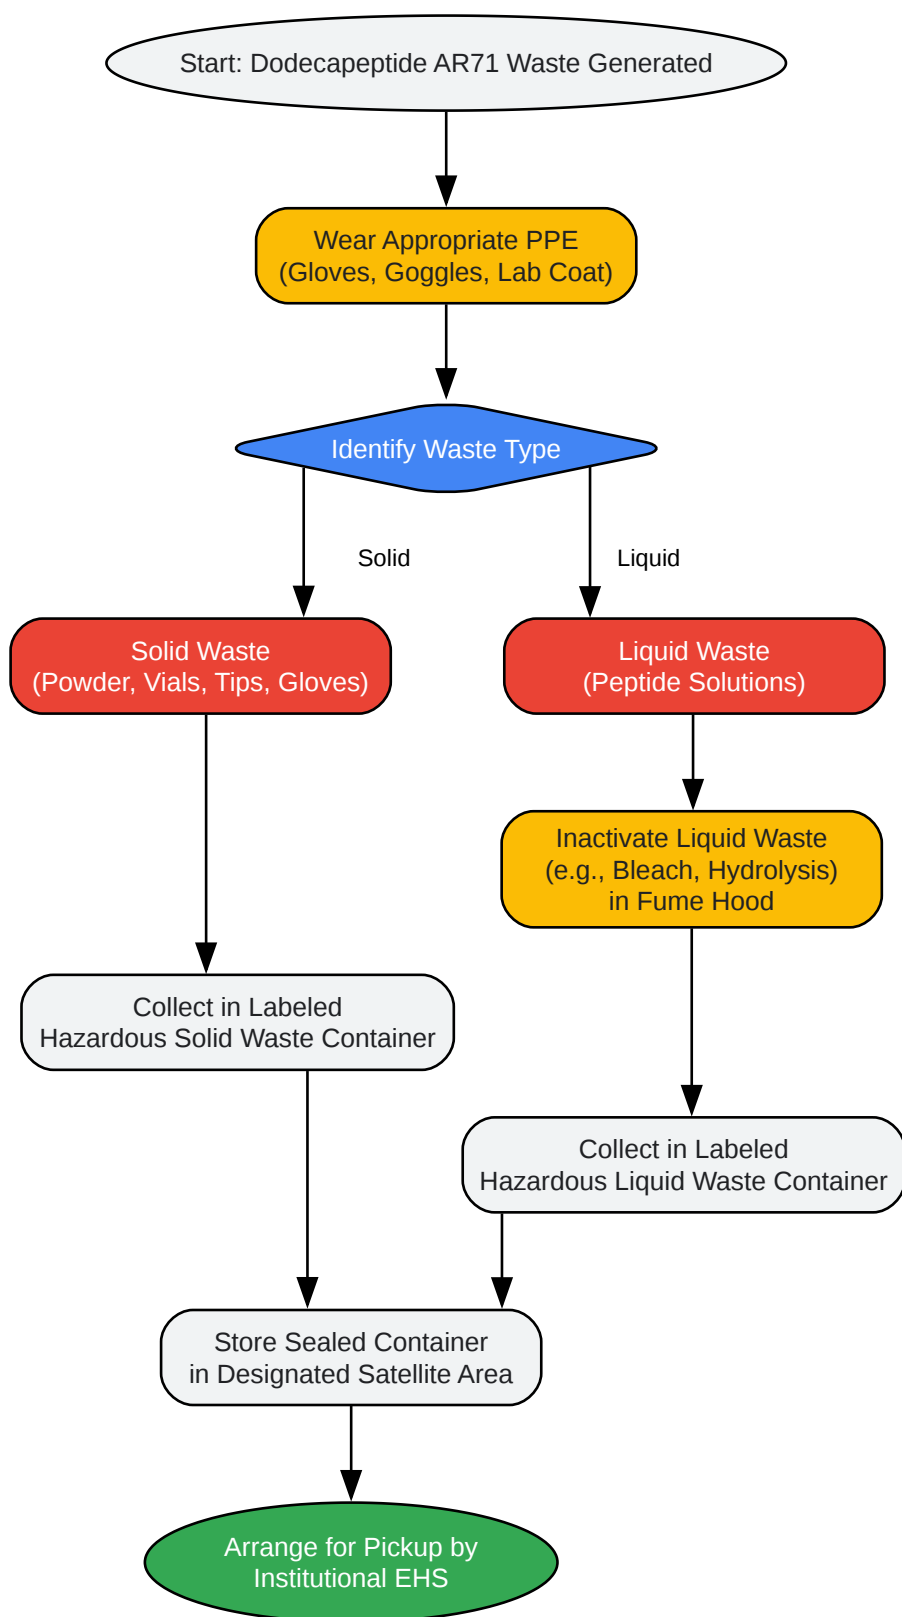 Start: Dodecapeptide AR71 Waste Generated
Wear Appropriate PPE
(Gloves, Goggles, Lab Coat)
Identify Waste Type
Solid
Liquid
Solid Waste
(Powder, Vials, Tips, Gloves)
Liquid Waste
(Peptide Solutions)
Inactivate Liquid Waste
(e.g., Bleach, Hydrolysis)
in Fume Hood
Collect in Labeled
Hazardous Solid Waste Container
Collect in Labeled
Hazardous Liquid Waste Container
Store Sealed Container
in Designated Satellite Area
Arrange for Pickup by
Institutional EHS